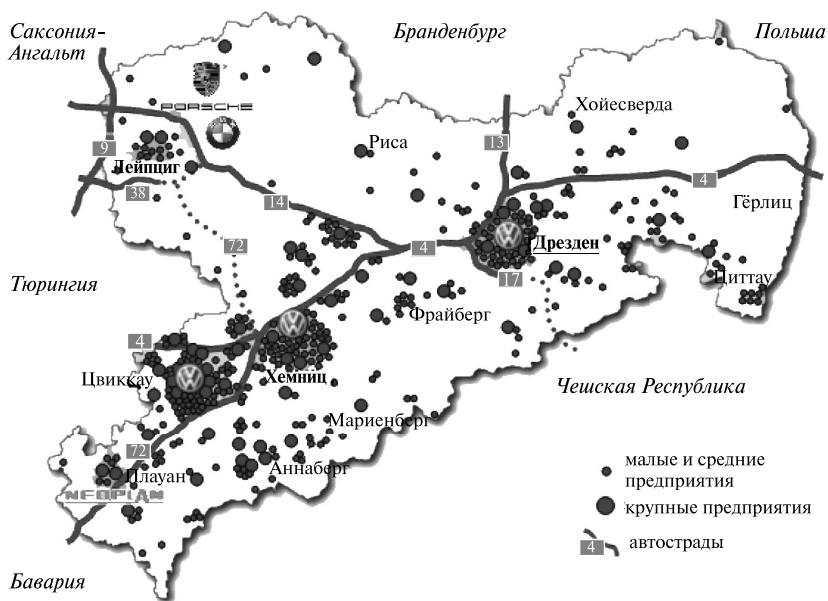 Саксония-
Ангальт
Бранденбург
Польша
PORSCHE
Хойесверда
Риса
13
9
Лейпциг
38
14
4
Гёрлиц
72
4
Дрезден
17
Циттау
Тюрингия
Фрайберг
4
Цвиккау
Хемниц
Чешская Республика
Мариенберг
72
Плауан
Аннаберг
NEOPLAN
малые и средние
предприятия
крупные предприятия
4 автострады
Бавария